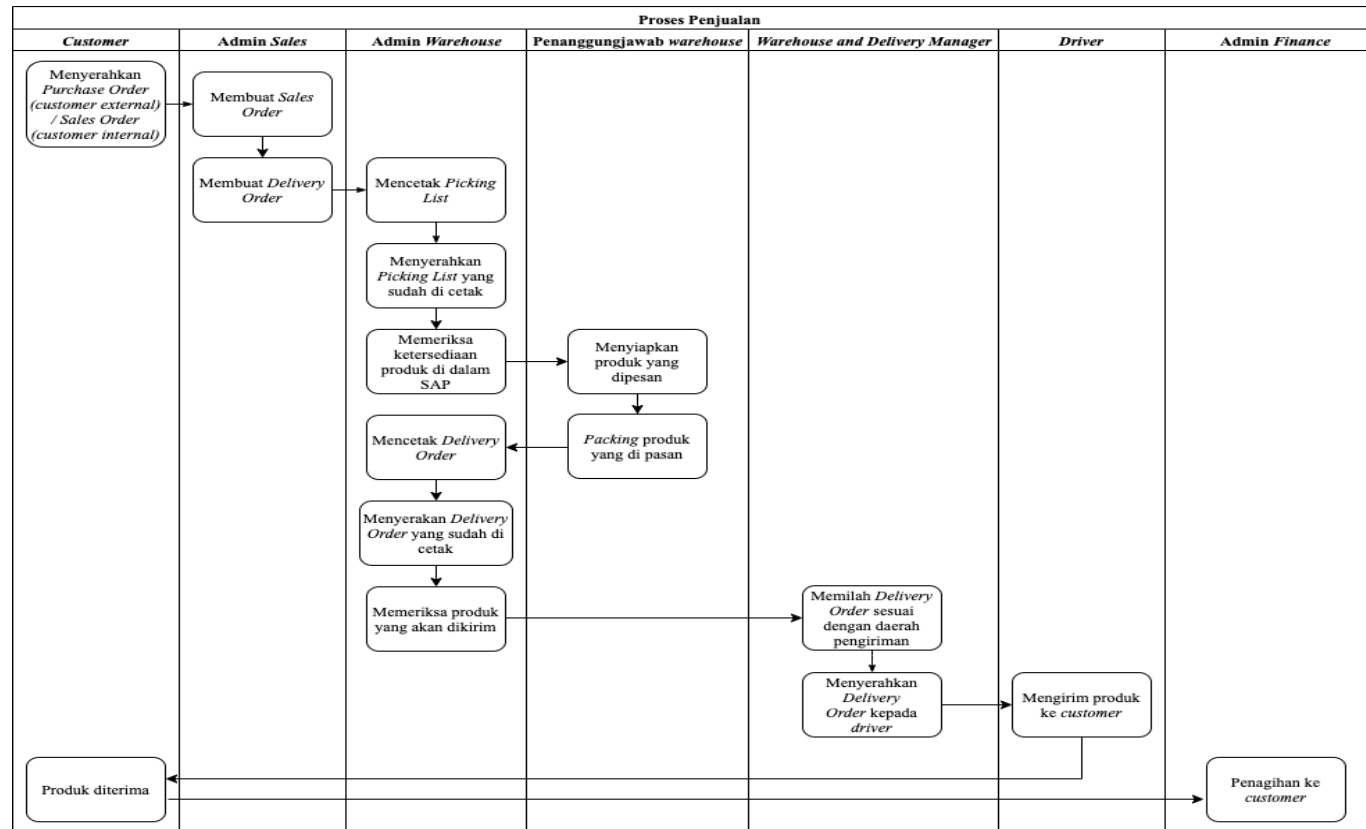 Proses Penjualan
Customer
Admin Sales
Admin Warehouse
Penanggungjawab warehouse
Warehouse and Delivery Manager
Driver
Admin Finance
Menyerahkan
Purchase Order
(customer external)
/ Sales Order
(customer internal)
Membuat Sales
Order
Membuat Delivery
Order
Mencetak Picking
List
Menyerahkan
Picking List yang
sudah di cetak
Memeriksa
ketersediaan
produk di dalam
SAP
Menyiapkan
produk yang
dipesan
Packing produk
yang di pasan
Mencetak Delivery
Order
Menyerakan Delivery
Order yang sudah di
cetak
Memeriksa produk
yang akan dikirim
Memilah Delivery
Order sesuai
dengan daerah
pengiriman
Menyerahkan
Delivery
Order kepada
driver
Mengirim produk
ke customer
Produk diterima
Penagihan ke
customer